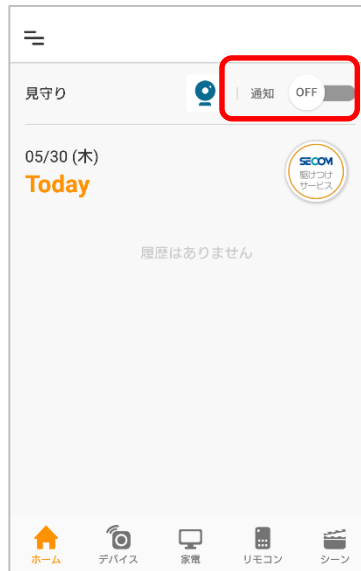 見守り
通知 OFF
05/30 (木)
Today
SECOM
駆けつけ
サービス
履歴はありません
ホーム デバイス 家電 リモコン シーン